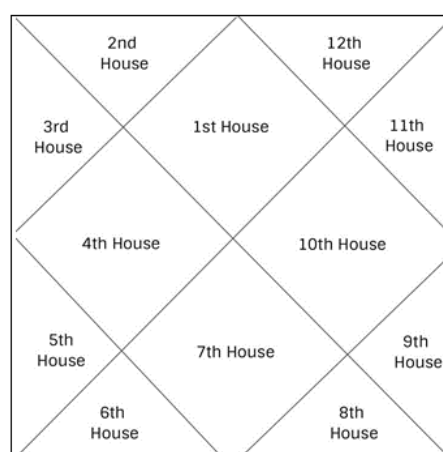 2nd
House
12th
House
3rd
House
1st House
11th
House
4th House
10th House
5th
House
7th House
9th
House
6th
House
8th
House